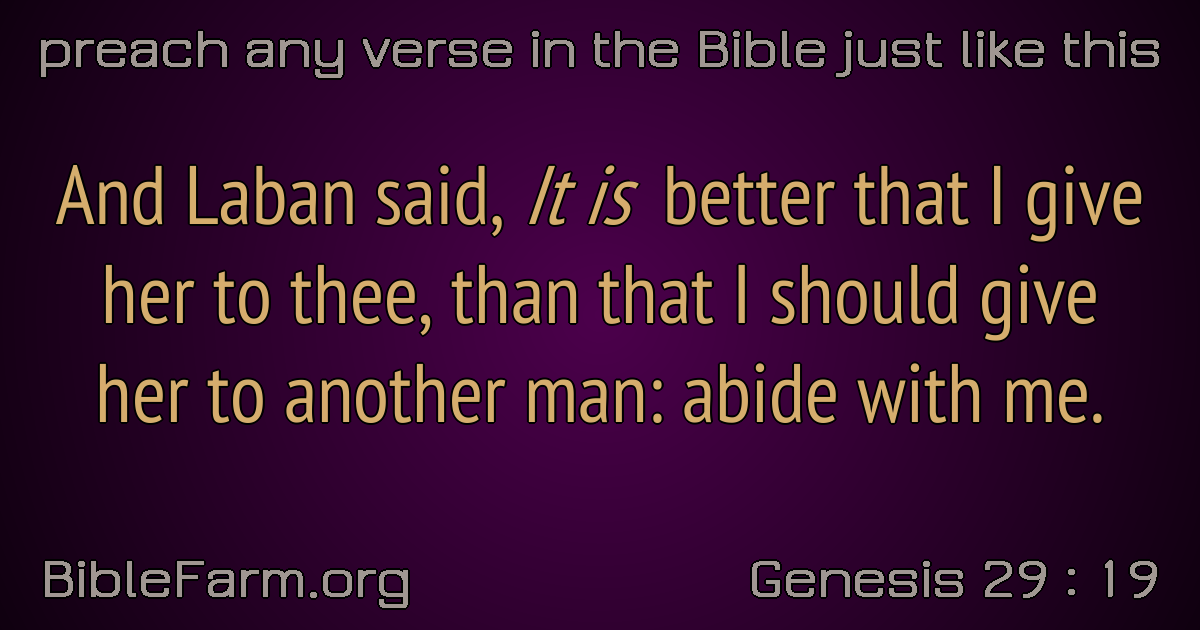 preach any verse in the Bible just like this
And Laban said, It is better that I give
her to thee, than that I should give
her to another man: abide with me.
BibleFarm.org
Genesis 29 : 19